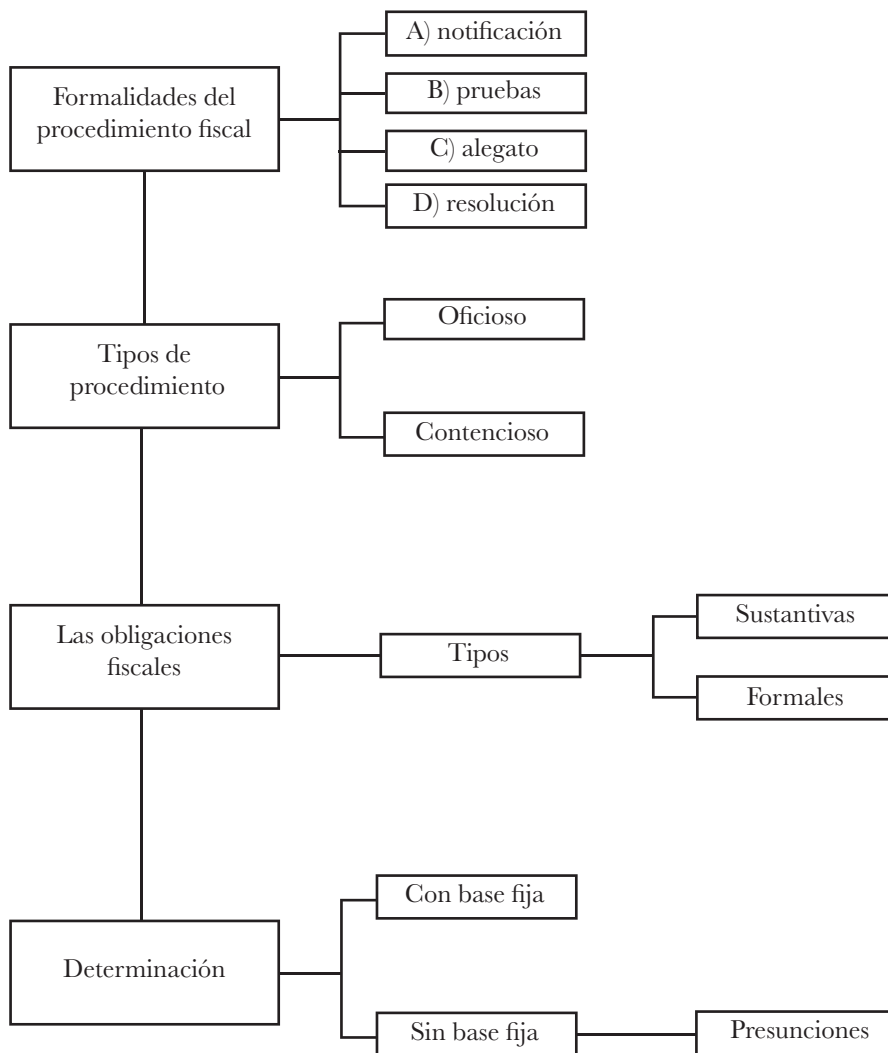 Formalidades del
procedimiento fiscal
A) notificación
B) pruebas
C) alegato
D) resolución
Tipos de
procedimiento
Oficioso
Contencioso
Las obligaciones
fiscales
Tipos
Sustantivas
Formales
Determinación
Con base fija
Sin base fija
Presunciones